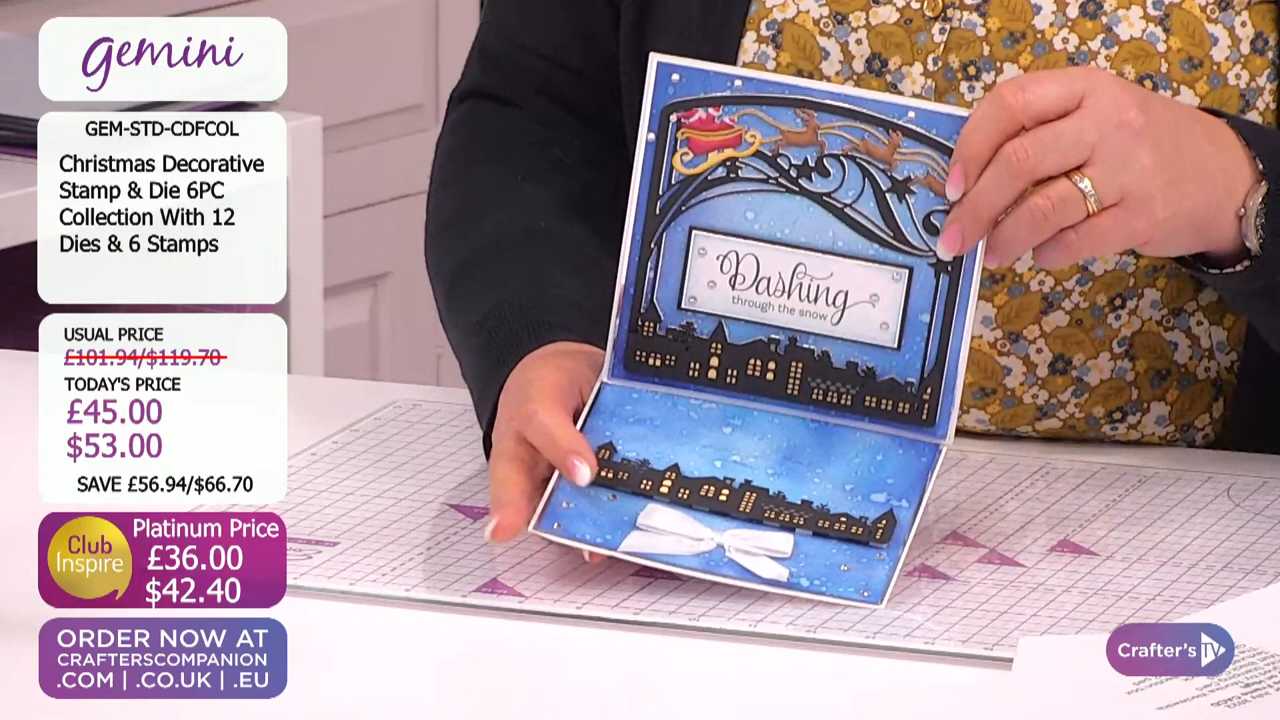 gemini
GEM-STD-CDFCOL
Christmas Decorative
Stamp & Die 6PC
Collection With 12
Dies & 6 Stamps
USUAL PRICE
£101.94/$119.70
TODAY'S PRICE
£45.00
$53.00
SAVE £56.94/$66.70
Club
Inspire
Platinum Price
£36.00
$42.40
ORDER NOW AT
CRAFTERSCOMPANION
.COM | .CO.UK | .EU
Dashing
through the snow
Crafter's TV